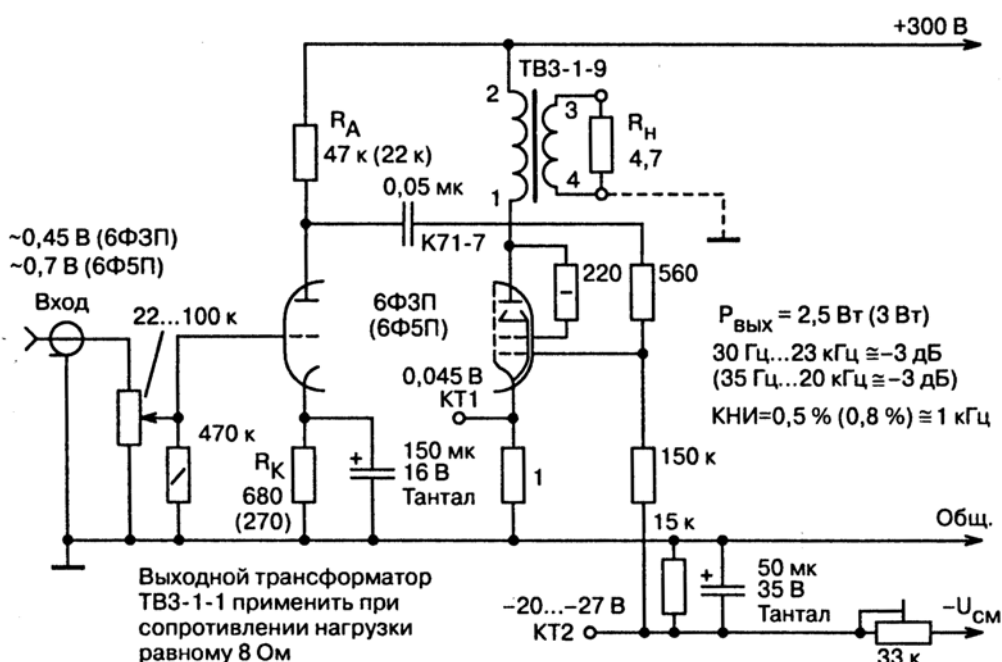 +300 В
ТВЗ-1-9
2
3
R_A
47 к (22 к)
R_Н
4,7
0,05 мк
1
4
~0,45 В (6ФЗП)
~0,7 В (6Ф5П)
К71-7
Вход
22...100 к
6ФЗП
(6Ф5П)
220
560
P_вых = 2,5 Вт (3 Вт)
30 Гц...23 кГц ≅−3 дБ
(35 Гц...20 кГц ≅−3 дБ)
КНИ=0,5 % (0,8 %) ≅1 кГц
0,045 В
КТ1
470 к
R_К
680
(270)
+
150 мк
16 В
Тантал
1
150 к
15 к
Общ.
Выходной трансформатор
ТВЗ-1-1 применить при
сопротивлении нагрузки
равному 8 Ом
+
50 мк
35 В
Тантал
−20...−27 В
КТ2
−U_см
33 к